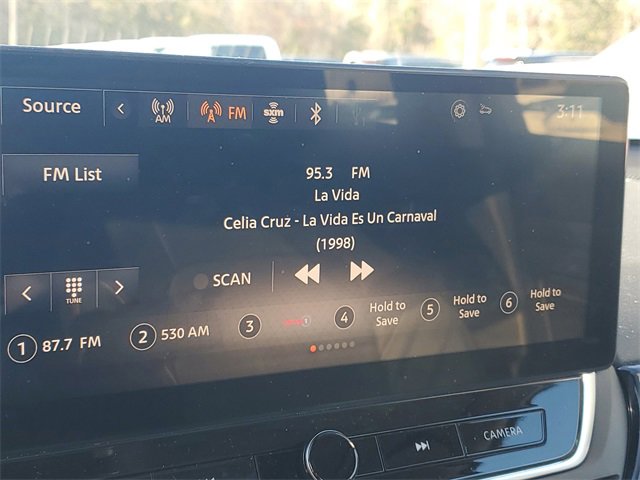 Source
AM
FM
sxm
3:11
FM List
95.3 FM
La Vida
Celia Cruz - La Vida Es Un Carnaval
(1998)
TUNE
SCAN
1 87.7 FM
2 530 AM
3
4 Hold to Save
5 Hold to Save
6 Hold to Save
CAMERA